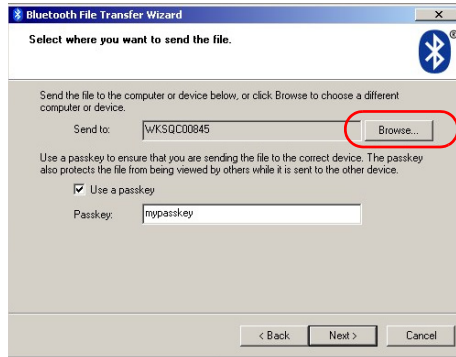 Bluetooth File Transfer Wizard
Select where you want to send the file.
Send the file to the computer or device below, or click Browse to choose a different
computer or device.
Send to: WKSQC00845 Browse...
Use a passkey to ensure that you are sending the file to the correct device. The passkey
also protects the file from being viewed by others while it is sent to the other device.
Use a passkey
Passkey: mypasskey
< Back Next > Cancel